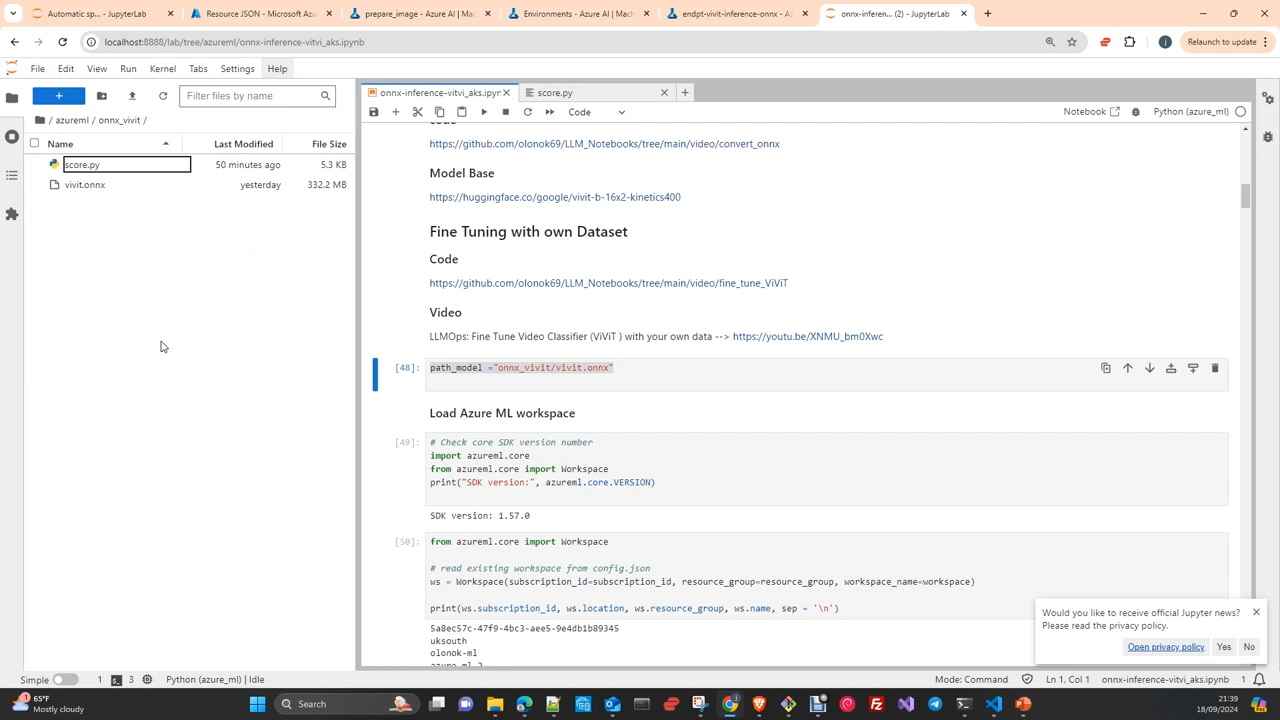 Automatic sp... - JupyterLab
Resource JSON - Microsoft Azu
prepare_image - Azure AI | Mac
Environments - Azure AI | Mach
endpt-vivit-inference-onnx - Az
onnx-inferen... (2) - JupyterLab
localhost:8888/lab/tree/azureml/onnx-inference-vitvi_aks.ipynb
Relaunch to update
File Edit View Run Kernel Tabs Settings Help
onnx-inference-vitvi_aks.ipyn
score.py
Filter files by name
Code
Notebook
Python (azure_ml)
/ azureml / onnx_vivit /
Name
Last Modified
File Size
score.py
50 minutes ago
5.3 KB
vivit.onnx
yesterday
332.2 MB
https://github.com/olonok69/LLM_Notebooks/tree/main/video/convert_onnx
Model Base
https://huggingface.co/google/vivit-b-16x2-kinetics400
Fine Tuning with own Dataset
Code
https://github.com/olonok69/LLM_Notebooks/tree/main/video/fine_tune_ViViT
Video
LLMOps: Fine Tune Video Classifier (ViViT ) with your own data --> https://youtu.be/XNMU_bm0Xwc
[48]:
path_model ="onnx_vivit/vivit.onnx"
Load Azure ML workspace
[49]:
# Check core SDK version number
import azureml.core
from azureml.core import Workspace
print("SDK version:", azureml.core.VERSION)
SDK version: 1.57.0
[50]:
from azureml.core import Workspace
# read existing workspace from config.json
ws = Workspace(subscription_id=subscription_id, resource_group=resource_group, workspace_name=workspace)
print(ws.subscription_id, ws.location, ws.resource_group, ws.name, sep = '\n')
5a8ec57c-47f9-4bc3-aee5-9e4db1b89345
uksouth
olonok-ml
Would you like to receive official Jupyter news?
Please read the privacy policy.
Open privacy policy
Yes
No
Simple
1
3
Python (azure_ml) | Idle
Mode: Command
Ln 1, Col 1
onnx-inference-vitvi_aks.ipynb
1
65°F
Mostly cloudy
Search
21:39
18/09/2024